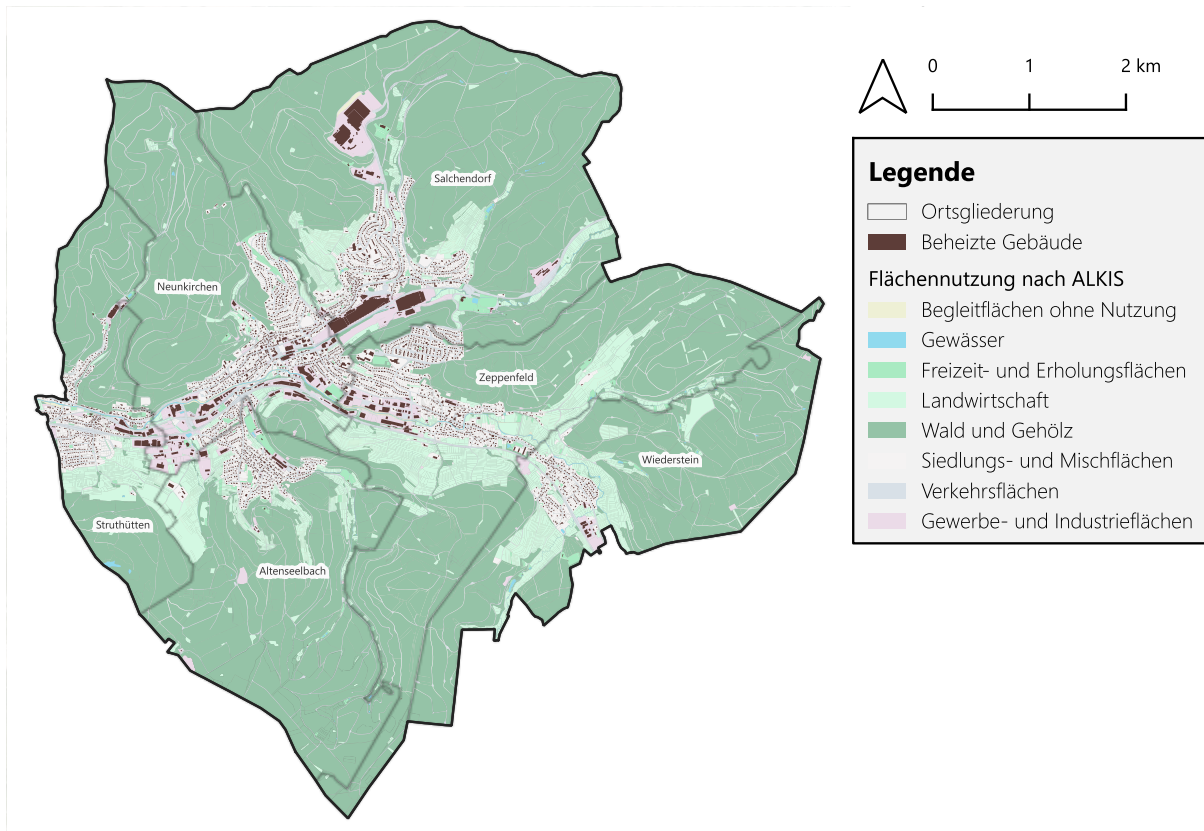 0 1 2 km
Legende
Ortsgliederung
Beheizte Gebäude
Flächennutzung nach ALKIS
Begleitflächen ohne Nutzung
Gewässer
Freizeit- und Erholungsflächen
Landwirtschaft
Wald und Gehölz
Siedlungs- und Mischflächen
Verkehrsflächen
Gewerbe- und Industrieflächen
Salchendorf
Neunkirchen
Zeppenfeld
Wiederstein
Struthütten
Altenseelbach